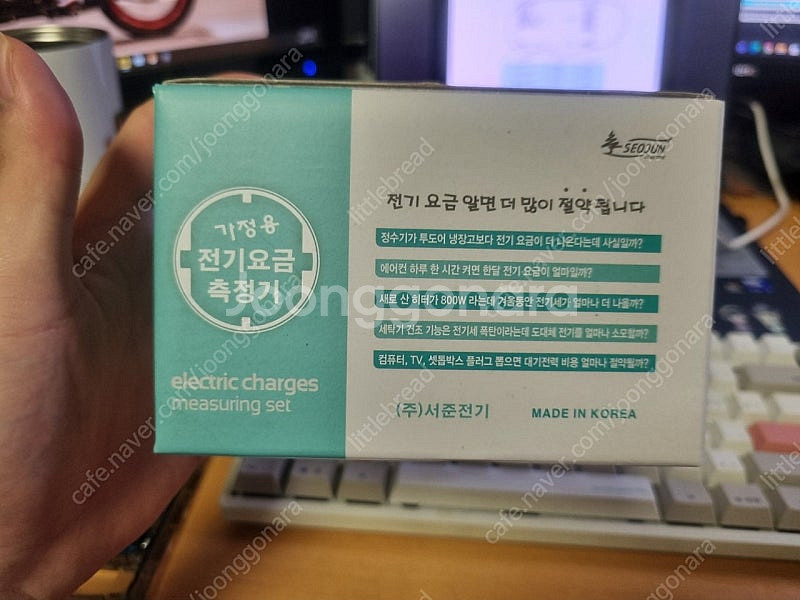 SEOJUN
전기 요금 알면 더 많이 절약 됩니다
정수기가 투도어 냉장고보다 전기 요금이 더 나온다는데 사실일까?
에어컨 하루 한 시간 켜면 한달 전기 요금이 얼마일까?
새로 산 히터가 800W 라는데 겨울동안 전기세가 얼마나 더 나올까?
세탁기 건조 기능은 전기세 폭탄이라는데 도대체 전기를 얼마나 소모할까?
컴퓨터, TV, 셋톱박스 플러그 뽑으면 대기전력 비용 얼마나 절약될까?
(주)서준전기 MADE IN KOREA
가정용
전기요금
측정기
electric charges
measuring set
Joonggonara
cafe.naver.com/joonggonara
littlebread